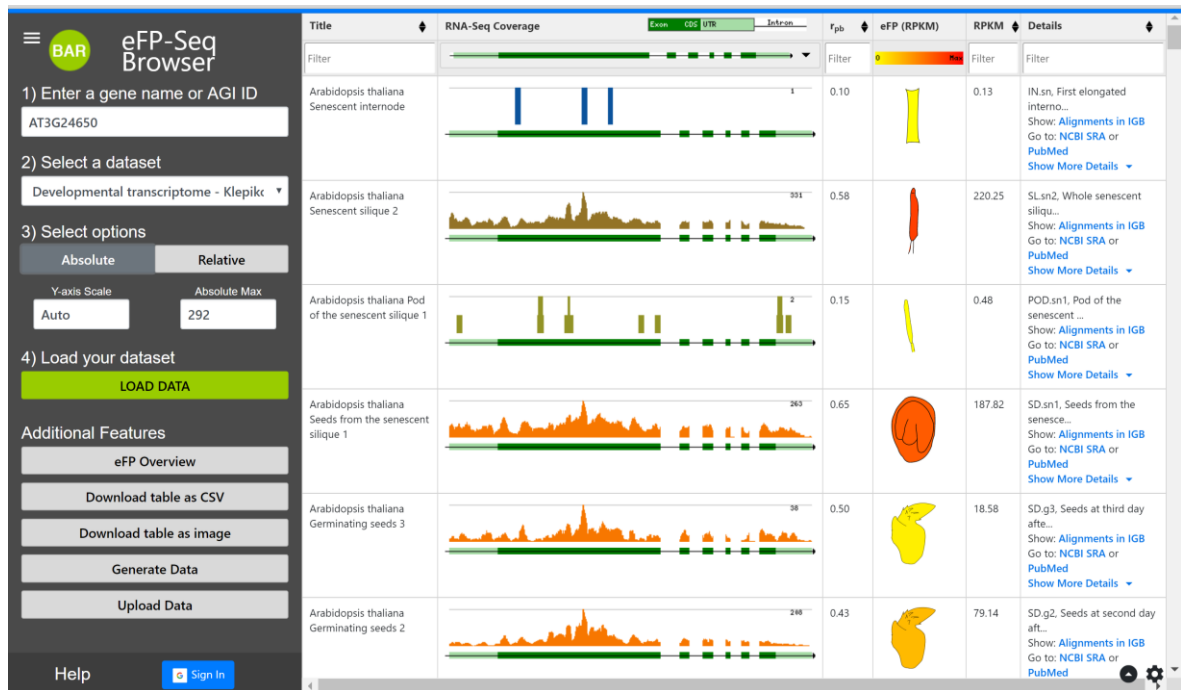 BAR
eFP-Seq
Browser
1) Enter a gene name or AGI ID
AT3G24650
2) Select a dataset
Developmental transcriptome - Klepikc
3) Select options
Absolute Relative
Y-axis Scale Absolute Max
Auto 292
4) Load your dataset
LOAD DATA
Additional Features
eFP Overview
Download table as CSV
Download table as image
Generate Data
Upload Data
Help
G Sign In
Title RNA-Seq Coverage Exon CDS UTR Intron rpb eFP (RPKM) RPKM Details
Filter Filter 0 Max Filter Filter
Arabidopsis thaliana
Senescent internode
1
0.10
0.13
IN.sn, First elongated
interno...
Show: Alignments in IGB
Go to: NCBI SRA or
PubMed
Show More Details
Arabidopsis thaliana
Senescent silique 2
331
0.58
220.25
SL.sn2, Whole senescent
siliqu...
Show: Alignments in IGB
Go to: NCBI SRA or
PubMed
Show More Details
Arabidopsis thaliana Pod
of the senescent silique 1
2
0.15
0.48
POD.sn1, Pod of the
senescent ...
Show: Alignments in IGB
Go to: NCBI SRA or
PubMed
Show More Details
Arabidopsis thaliana
Seeds from the senescent
silique 1
263
0.65
187.82
SD.sn1, Seeds from the
senesce...
Show: Alignments in IGB
Go to: NCBI SRA or
PubMed
Show More Details
Arabidopsis thaliana
Germinating seeds 3
38
0.50
18.58
SD.g3, Seeds at third day
afte...
Show: Alignments in IGB
Go to: NCBI SRA or
PubMed
Show More Details
Arabidopsis thaliana
Germinating seeds 2
0.43
79.14
SD.g2, Seeds at second day
aft...
Show: Alignments in IGB
Go to: NCBI SRA or
PubMed